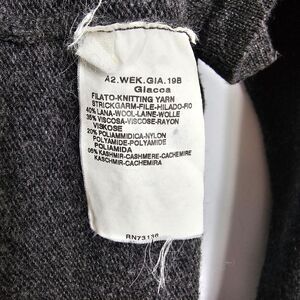 A2.WEK.GIA.19B
Giacca
FILATO-KNITTING YARN
STRICKGARM-FILE-HILADO-FIO
40% LANA-WOOL-LAINE-WOLLE
35% VISCOSA-VISCOSE-RAYON
VISKOSE
20% POLIAMMIDICA-NYLON
POLYAMIDE-POLYAMIDE
POLIAMIDA
05% KASHMIR-CASHMERE-CACHEMIRE
KASCHMIR-CACHEMIRA
RN73136